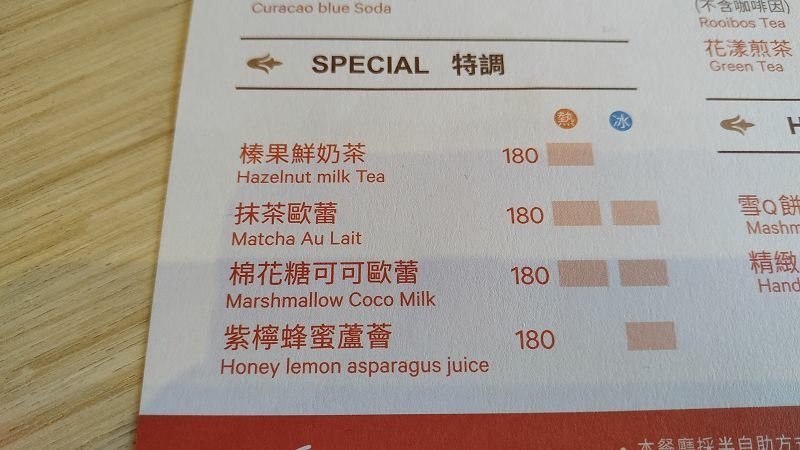 Curacao blue Soda
(不含咖啡因)
Rooibos Tea
花漾煎茶
Green Tea
SPECIAL 特調
熱 冰
榛果鮮奶茶 180
Hazelnut milk Tea
抹茶歐蕾 180
Matcha Au Lait
棉花糖可可歐蕾 180
Marshmallow Coco Milk
紫檸蜂蜜蘆薈 180
Honey lemon asparagus juice
H
雪Q餅
Mashm
精緻
Hand
• 本餐廳採半自助方式